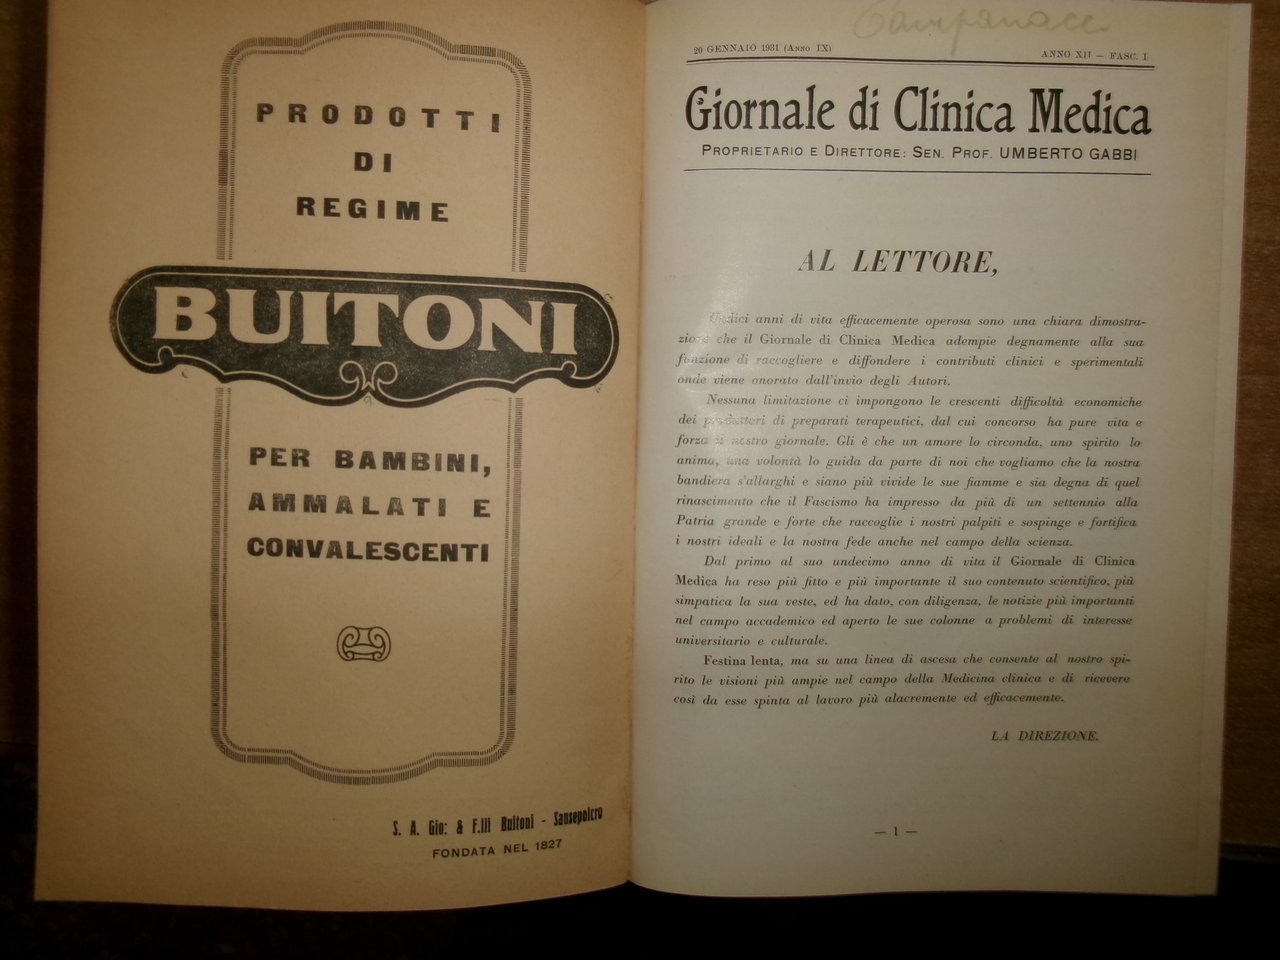 PRODOTTI
DI
REGIME
BUITONI
PER BAMBINI,
AMMALATI E
CONVALESCENTI
S. A. Gio: & F.lli Buitoni - Sansepolcro
FONDATA NEL 1827
20 GENNAIO 1931 (Anno IX)
ANNO XII — FASC. I
Giornale di Clinica Medica
Proprietario e Direttore: Sen. Prof. UMBERTO GABBI
AL LETTORE,
Undici anni di vita efficacemente operosa sono una chiara dimostra-
zione che il Giornale di Clinica Medica adempie degnamente alla sua
funzione di raccogliere e diffondere i contributi clinici e sperimentali
onde viene onorato dall'invio degli Autori.
Nessuna limitazione ci impongono le crescenti difficoltà economiche
dei produttori di preparati terapeutici, dal cui concorso ha pure vita e
forza il nostro giornale. Gli è che un amore lo circonda, uno spirito lo
anima, una volontà lo guida da parte di noi che vogliamo che la nostra
bandiera s'allarghi e siano più vivide le sue fiamme e sia degna di quel
rinascimento che il Fascismo ha impresso da più di un settennio alla
Patria grande e forte che raccoglie i nostri palpiti e sospinge e fortifica
i nostri ideali e la nostra fede anche nel campo della scienza.
Dal primo al suo undecimo anno di vita il Giornale di Clinica
Medica ha reso più fitto e più importante il suo contenuto scientifico, più
simpatica la sua veste, ed ha dato, con diligenza, le notizie più importanti
nel campo accademico ed aperto le sue colonne a problemi di interesse
universitario e culturale.
Festina lenta, ma su una linea di ascesa che consente al nostro spi-
rito le visioni più ampie nel campo della Medicina clinica e di ricevere
così da esse spinta al lavoro più alacremente ed efficacemente.
LA DIREZIONE.
— 1 —